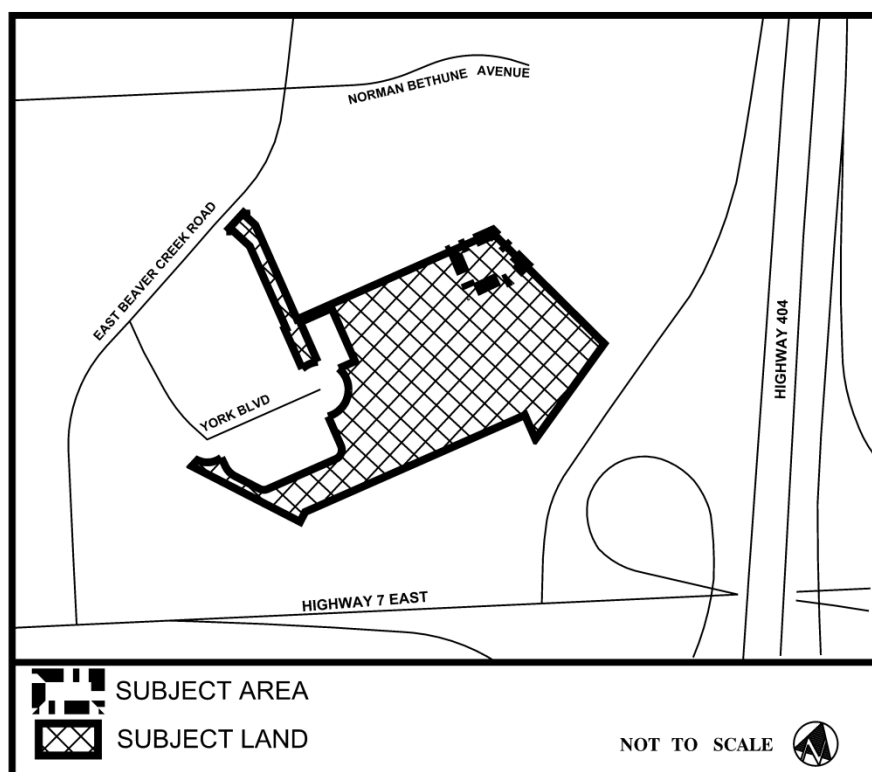 NORMAN BETHUNE AVENUE
EAST BEAVER CREEK ROAD
HIGHWAY 404
YORK BLVD
HIGHWAY 7 EAST
SUBJECT AREA
SUBJECT LAND
NOT TO SCALE